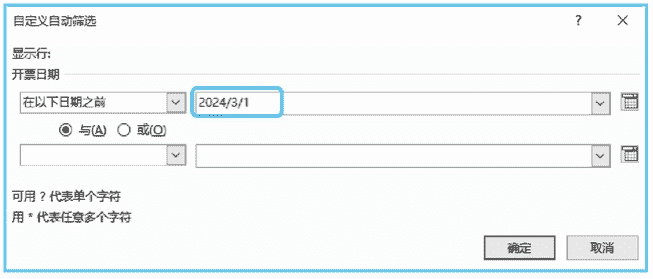 自定义自动筛选 ? ×
显示行:
开票日期
在以下日期之前 2024/3/1
与(A) 或(O)
可用 ? 代表单个字符
用 * 代表任意多个字符
确定 取消